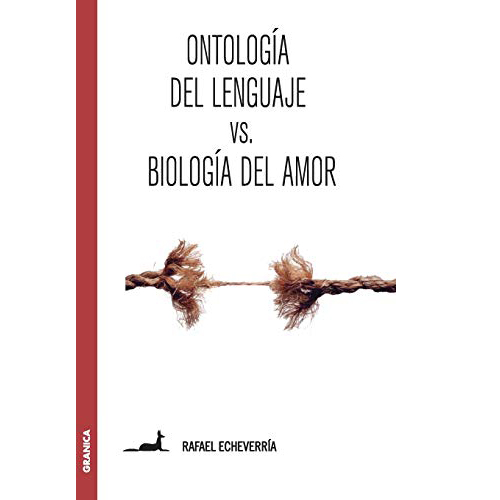 ONTOLOGÍA
DEL LENGUAJE
VS.
BIOLOGÍA DEL AMOR
RAFAEL ECHEVERRÍA
GRANICA